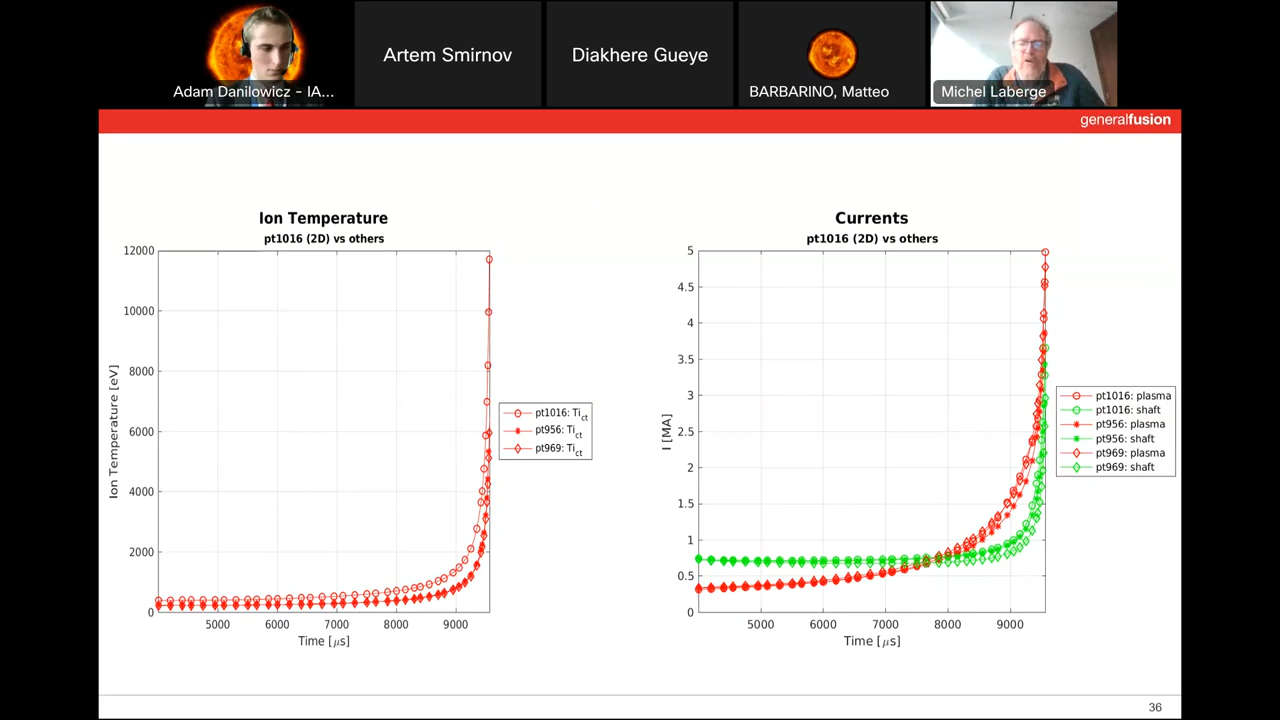 Adam Danilowicz - IA...
Artem Smirnov
Diakhere Gueye
BARBARINO, Matteo
Michel Laberge
generalfusion
Ion Temperature
pt1016 (2D) vs others
12000
10000
8000
6000
4000
2000
0
Ion Temperature [eV]
5000
6000
7000
8000
9000
Time [μs]
pt1016: Ti_ct
pt956: Ti_ct
pt969: Ti_ct
Currents
pt1016 (2D) vs others
5
4.5
4
3.5
3
2.5
2
1.5
1
0.5
0
I [MA]
5000
6000
7000
8000
9000
Time [μs]
pt1016: plasma
pt1016: shaft
pt956: plasma
pt956: shaft
pt969: plasma
pt969: shaft
36